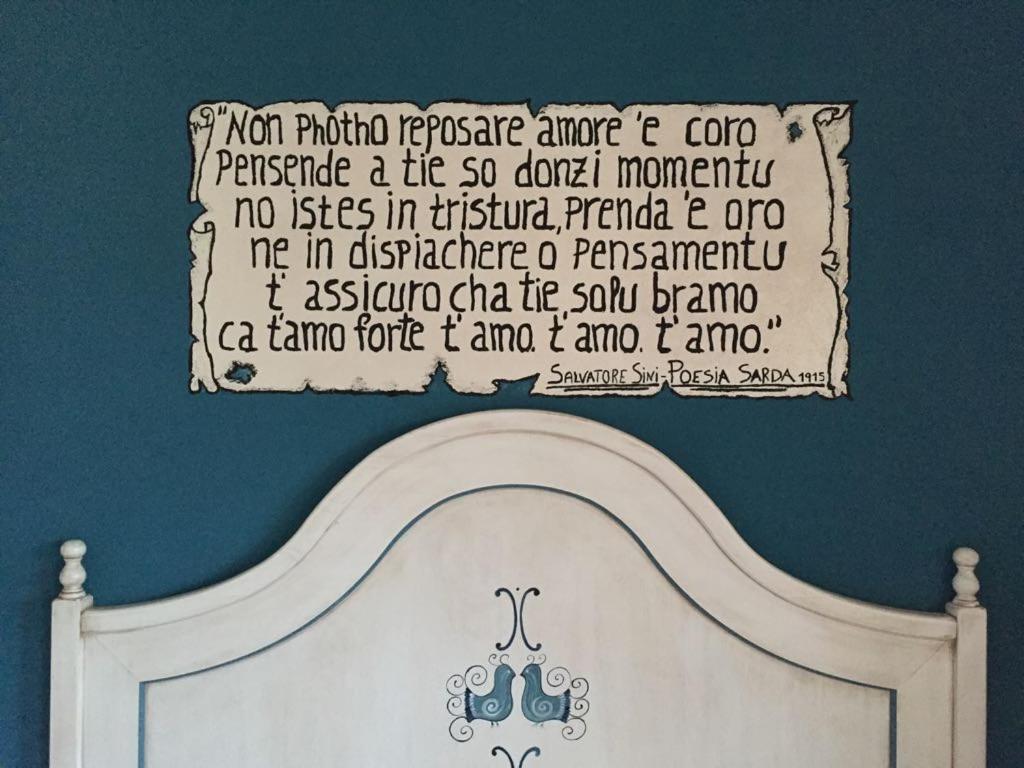 "Non Photho reposare amore 'e coro
Pensende a tie so donzi momentu
no istes in tristura, Prenda 'e oro
ne in dispiachere o Pensamentu
t' assicuro cha tie solu bramo
ca t'amo forte t'amo. t'amo. t'amo."
SALVATORE SINI-POESIA SARDA 1915